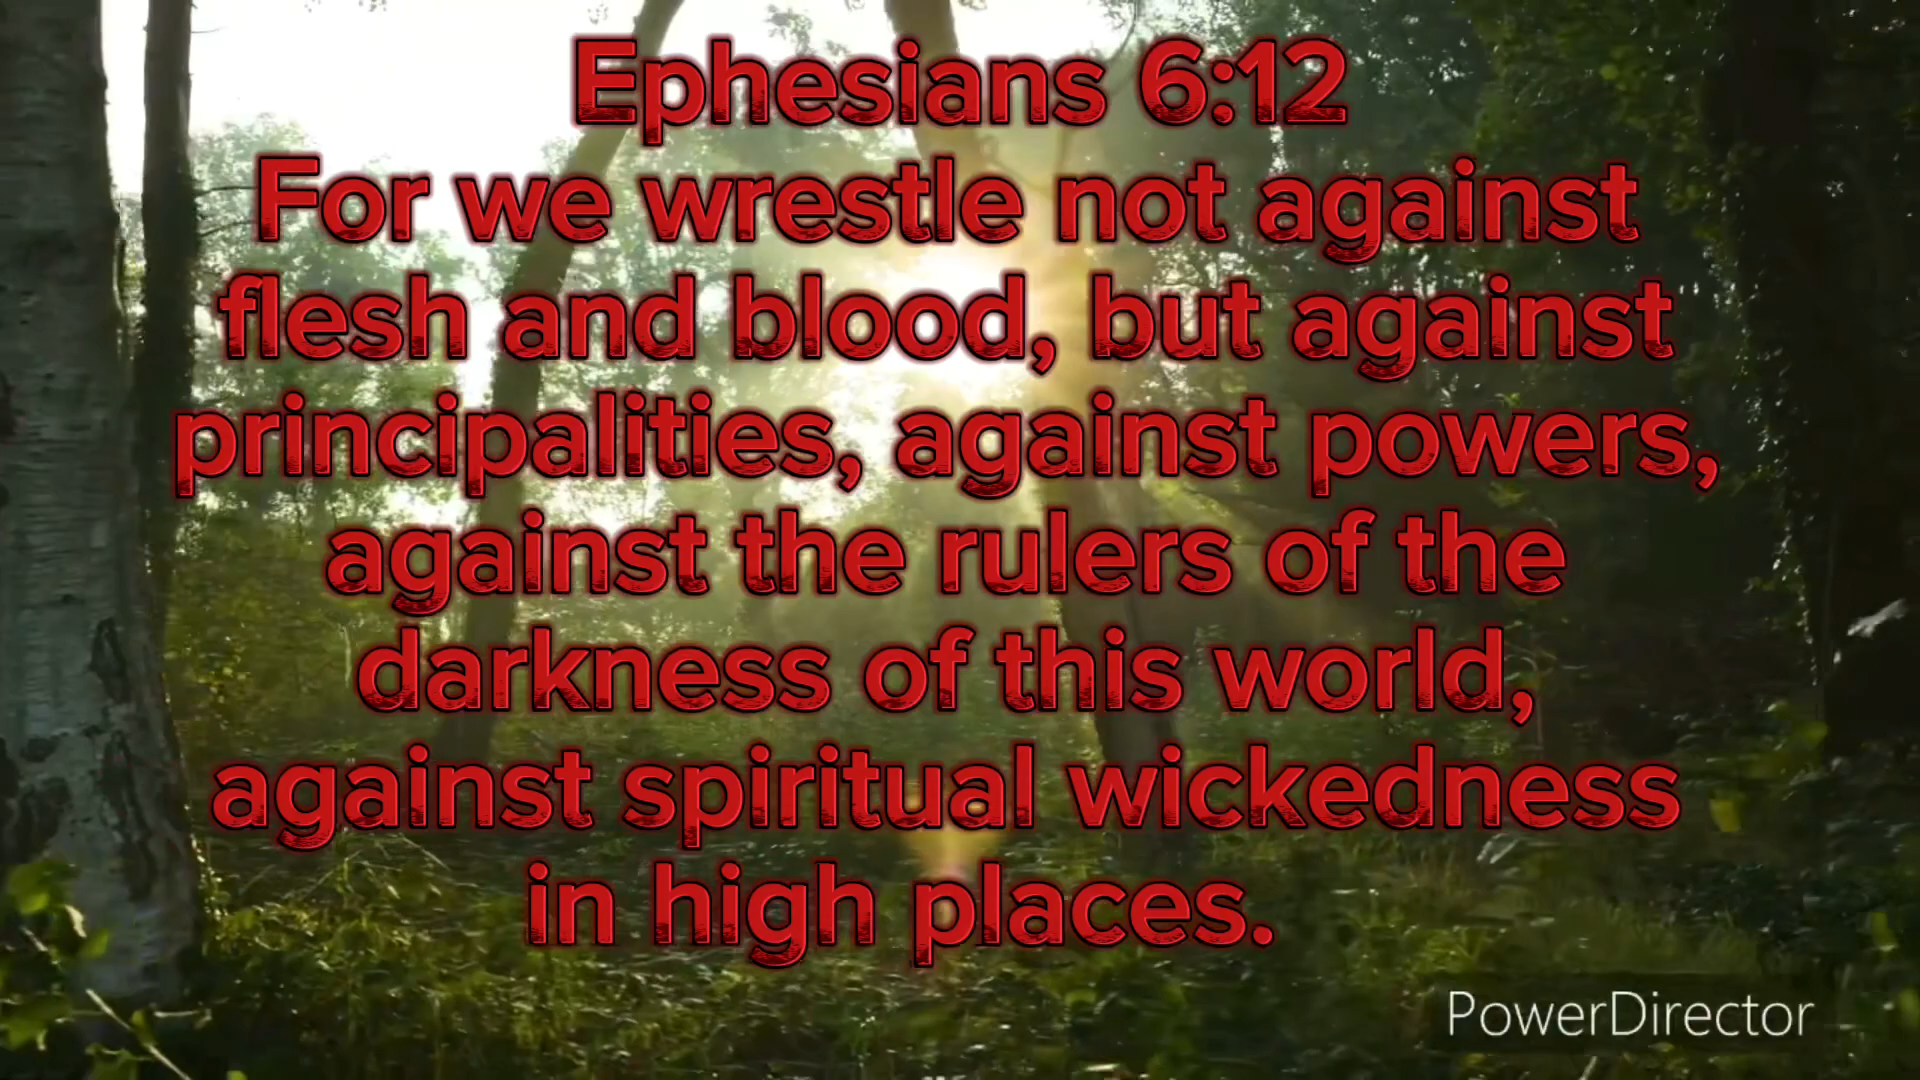 Ephesians 6:12
For we wrestle not against
flesh and blood, but against
principalities, against powers,
against the rulers of the
darkness of this world,
against spiritual wickedness
in high places.
PowerDirector